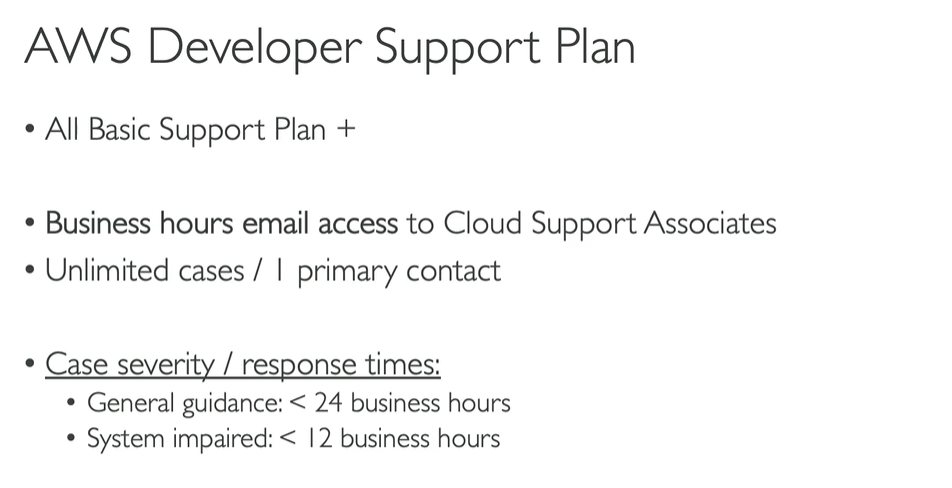 AWS Developer Support Plan
• All Basic Support Plan +
• Business hours email access to Cloud Support Associates
• Unlimited cases / 1 primary contact
• Case severity / response times:
• General guidance: < 24 business hours
• System impaired: < 12 business hours